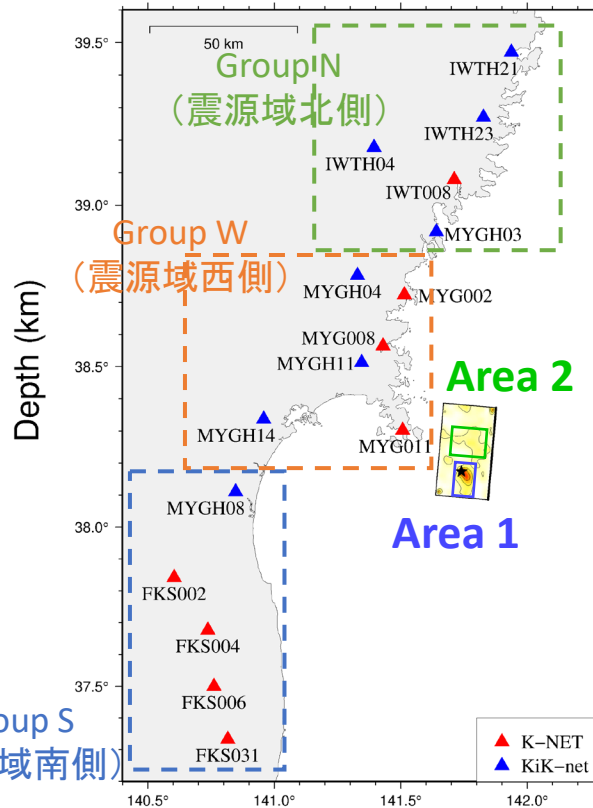 39.5°
50 km
Group N
(震源域北側)
IWTH21
IWTH23
IWTH04
IWT008
39.0°
MYGH03
Group W
(震源域西側)
MYGH04
MYG002
MYG008
MYGH11
38.5°
Area 2
MYGH14
MYG011
Depth (km)
MYGH08
Area 1
38.0°
FKS002
FKS004
37.5°
FKS006
oup S
域南側)
FKS031
K−NET
KiK−net
140.5° 141.0° 141.5° 142.0°